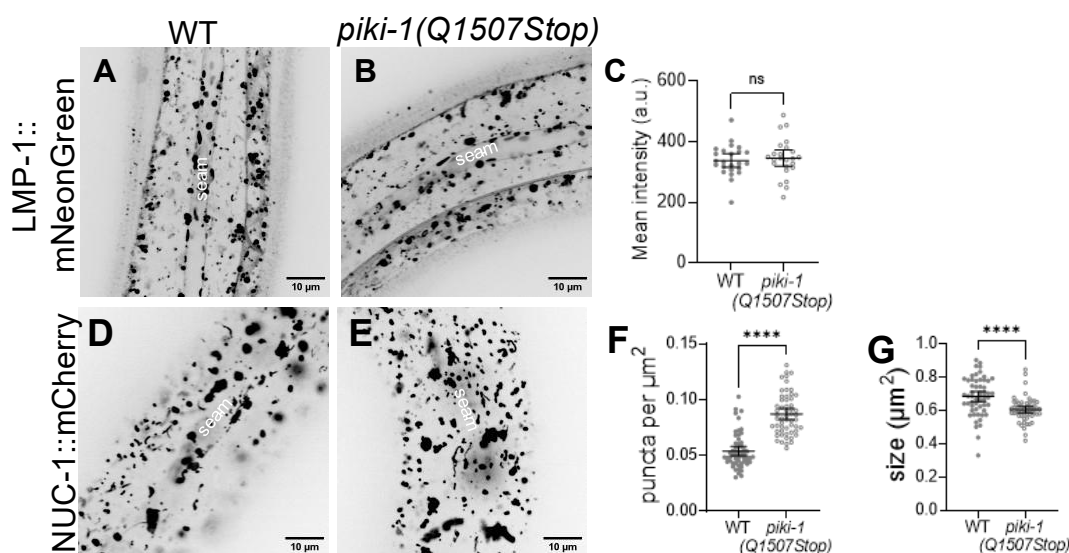 WT
piki-1(Q1507Stop)
LMP-1::
mNeonGreen
A
seam
10 µm
B
seam
10 µm
C
Mean intensity (a.u.)
600
400
200
0
ns
WT
piki-1
(Q1507Stop)
NUC-1::mCherry
D
seam
10 µm
E
seam
10 µm
F
puncta per µm²
0.15
0.10
0.05
0.00
****
WT
piki-1
(Q1507Stop)
G
size (µm²)
1.0
0.8
0.6
0.4
0.2
0.0
****
WT
piki-1
(Q1507Stop)